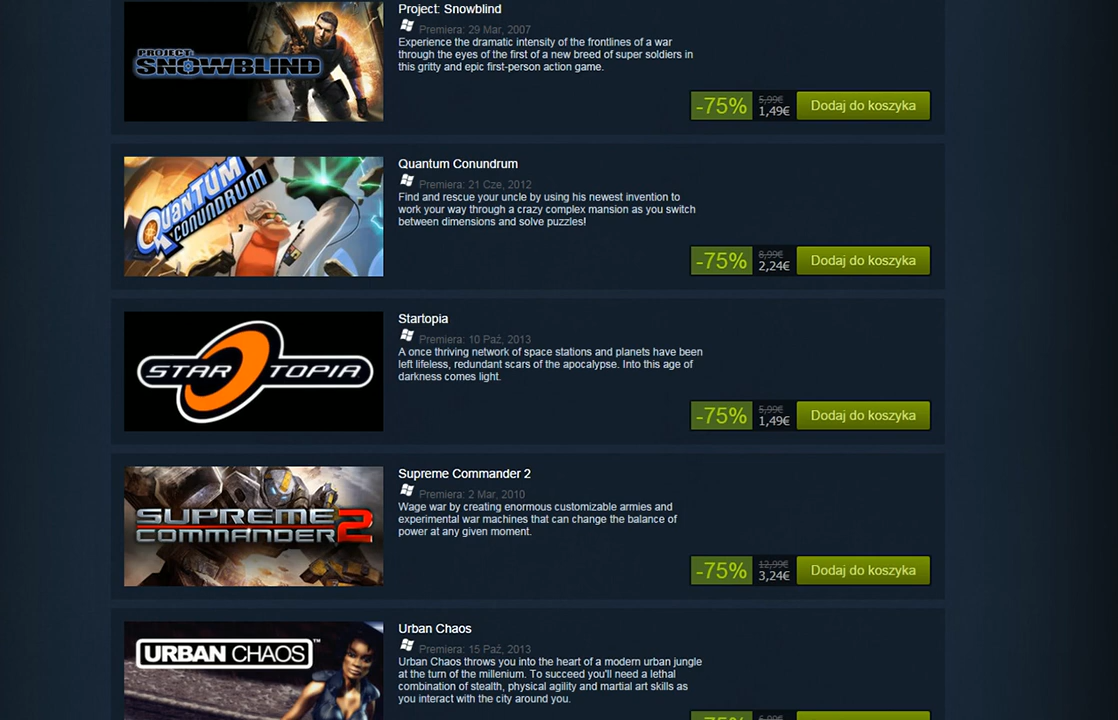 Project: Snowblind
PROJECT:
SNOWBLIND
Premiera: 29 Mar, 2007
Experience the dramatic intensity of the frontlines of a war
through the eyes of the first of a new breed of super soldiers in
this gritty and epic first-person action game.
-75%
5,99€
1,49€
Dodaj do koszyka
Quantum Conundrum
QUANTUM
CONUNDRUM
Premiera: 21 Cze, 2012
Find and rescue your uncle by using his newest invention to
work your way through a crazy complex mansion as you switch
between dimensions and solve puzzles!
-75%
8,99€
2,24€
Dodaj do koszyka
Startopia
STAR TOPIA
Premiera: 10 Paź, 2013
A once thriving network of space stations and planets have been
left lifeless, redundant scars of the apocalypse. Into this age of
darkness comes light.
-75%
5,99€
1,49€
Dodaj do koszyka
Supreme Commander 2
SUPREME
COMMANDER 2
Premiera: 2 Mar, 2010
Wage war by creating enormous customizable armies and
experimental war machines that can change the balance of
power at any given moment.
-75%
12,99€
3,24€
Dodaj do koszyka
Urban Chaos
URBAN CHAOS™
Premiera: 15 Paź, 2013
Urban Chaos throws you into the heart of a modern urban jungle
at the turn of the millenium. To succeed you'll need a lethal
combination of stealth, physical agility and martial art skills as
you interact with the city around you.
-75%